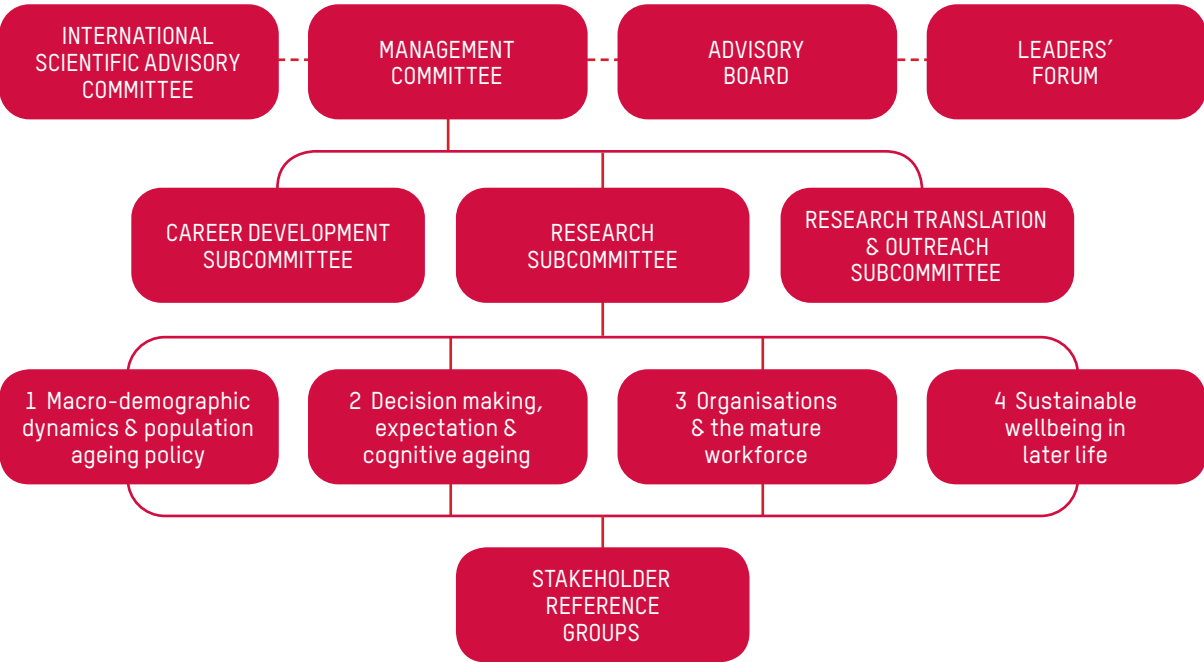 INTERNATIONAL
SCIENTIFIC ADVISORY
COMMITTEE
MANAGEMENT
COMMITTEE
ADVISORY
BOARD
LEADERS’
FORUM
CAREER DEVELOPMENT
SUBCOMMITTEE
RESEARCH
SUBCOMMITTEE
RESEARCH TRANSLATION
& OUTREACH
SUBCOMMITTEE
1 Macro-demographic
dynamics & population
ageing policy
2 Decision making,
expectation &
cognitive ageing
3 Organisations
& the mature
workforce
4 Sustainable
wellbeing in
later life
STAKEHOLDER
REFERENCE
GROUPS